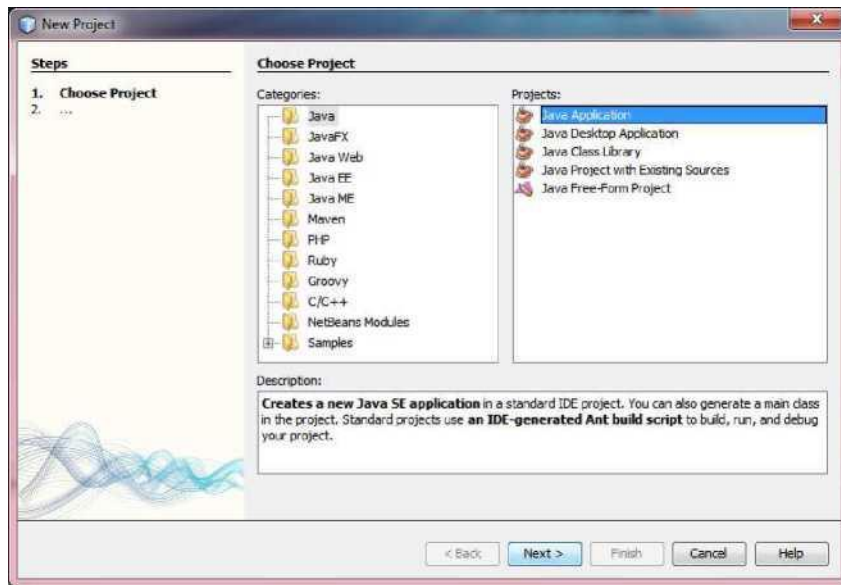 New Project
Steps
1. Choose Project
2. ...
Choose Project
Categories:
Java
JavaFX
Java Web
Java EE
Java ME
Maven
PHP
Ruby
Groovy
C/C++
NetBeans Modules
Samples
Projects:
Java Application
Java Desktop Application
Java Class Library
Java Project with Existing Sources
Java Free-Form Project
Description:
Creates a new Java SE application in a standard IDE project. You can also generate a main class
in the project. Standard projects use an IDE-generated Ant build script to build, run, and debug
your project.
< Back
Next >
Finish
Cancel
Help